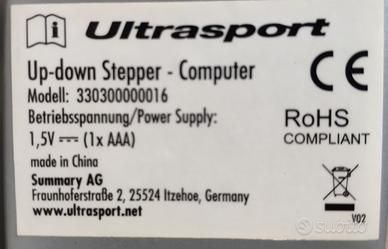 i Ultrasport
Up-down Stepper - Computer
Modell: 330300000016
Betriebsspannung/Power Supply:
1,5V ⎓ (1x AAA)
made in China
Summary AG
Fraunhoferstraße 2, 25524 Itzehoe, Germany
www.ultrasport.net
CE
RoHS
COMPLIANT
V02
subito